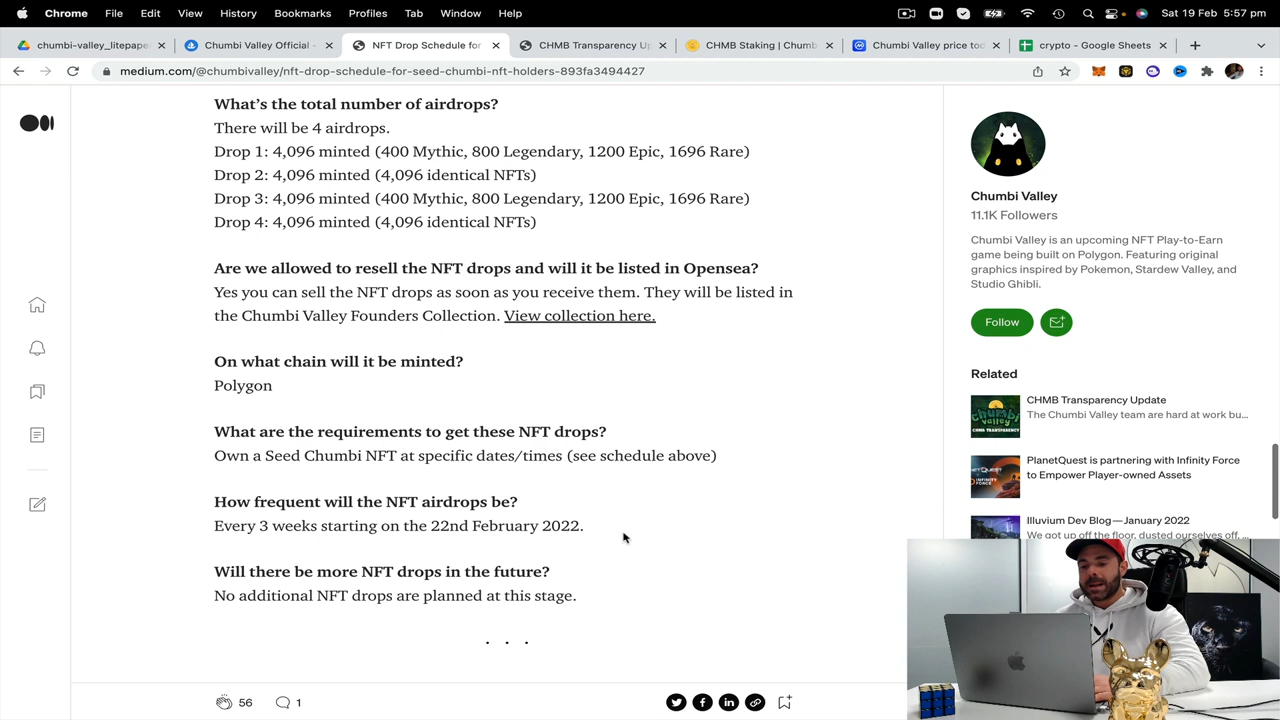 Chrome File Edit View History Bookmarks Profiles Tab Window Help Sat 19 Feb 5:57 pm
chumbi-valley_litepape Chumbi Valley Official - NFT Drop Schedule for CHMB Transparency Up CHMB Staking | Chumb Chumbi Valley price tod crypto - Google Sheets
medium.com/@chumbivalley/nft-drop-schedule-for-seed-chumbi-nft-holders-893fa3494427
What's the total number of airdrops?
There will be 4 airdrops.
Drop 1: 4,096 minted (400 Mythic, 800 Legendary, 1200 Epic, 1696 Rare)
Drop 2: 4,096 minted (4,096 identical NFTs)
Drop 3: 4,096 minted (400 Mythic, 800 Legendary, 1200 Epic, 1696 Rare)
Drop 4: 4,096 minted (4,096 identical NFTs)
Are we allowed to resell the NFT drops and will it be listed in Opensea?
Yes you can sell the NFT drops as soon as you receive them. They will be listed in
the Chumbi Valley Founders Collection. View collection here.
On what chain will it be minted?
Polygon
What a requirements to get these NFT drops?
Own a Seed Chumbi NFT at specific dates/times (see schedule above)
How frequent will the NFT airdrops be?
Every 3 weeks starting on the 22nd February 2022.
Will there be more NFT drops in the future?
No additional NFT drops are planned at this stage.
. . .
56 1
Chumbi Valley
11.1K Followers
Chumbi Valley is an upcoming NFT Play-to-Earn
game being built on Polygon. Featuring original
graphics inspired by Pokemon, Stardew Valley, and
Studio Ghibli.
Follow
Related
CHMB Transparency Update
The Chumbi Valley team are hard at work bu...
PlanetQuest is partnering with Infinity Force
to Empower Player-owned Assets
Illuvium Dev Blog — January 2022
We got up off the floor, dusted ourselves off, ...
chumbi
valley
CHMB TRANSPARENCY